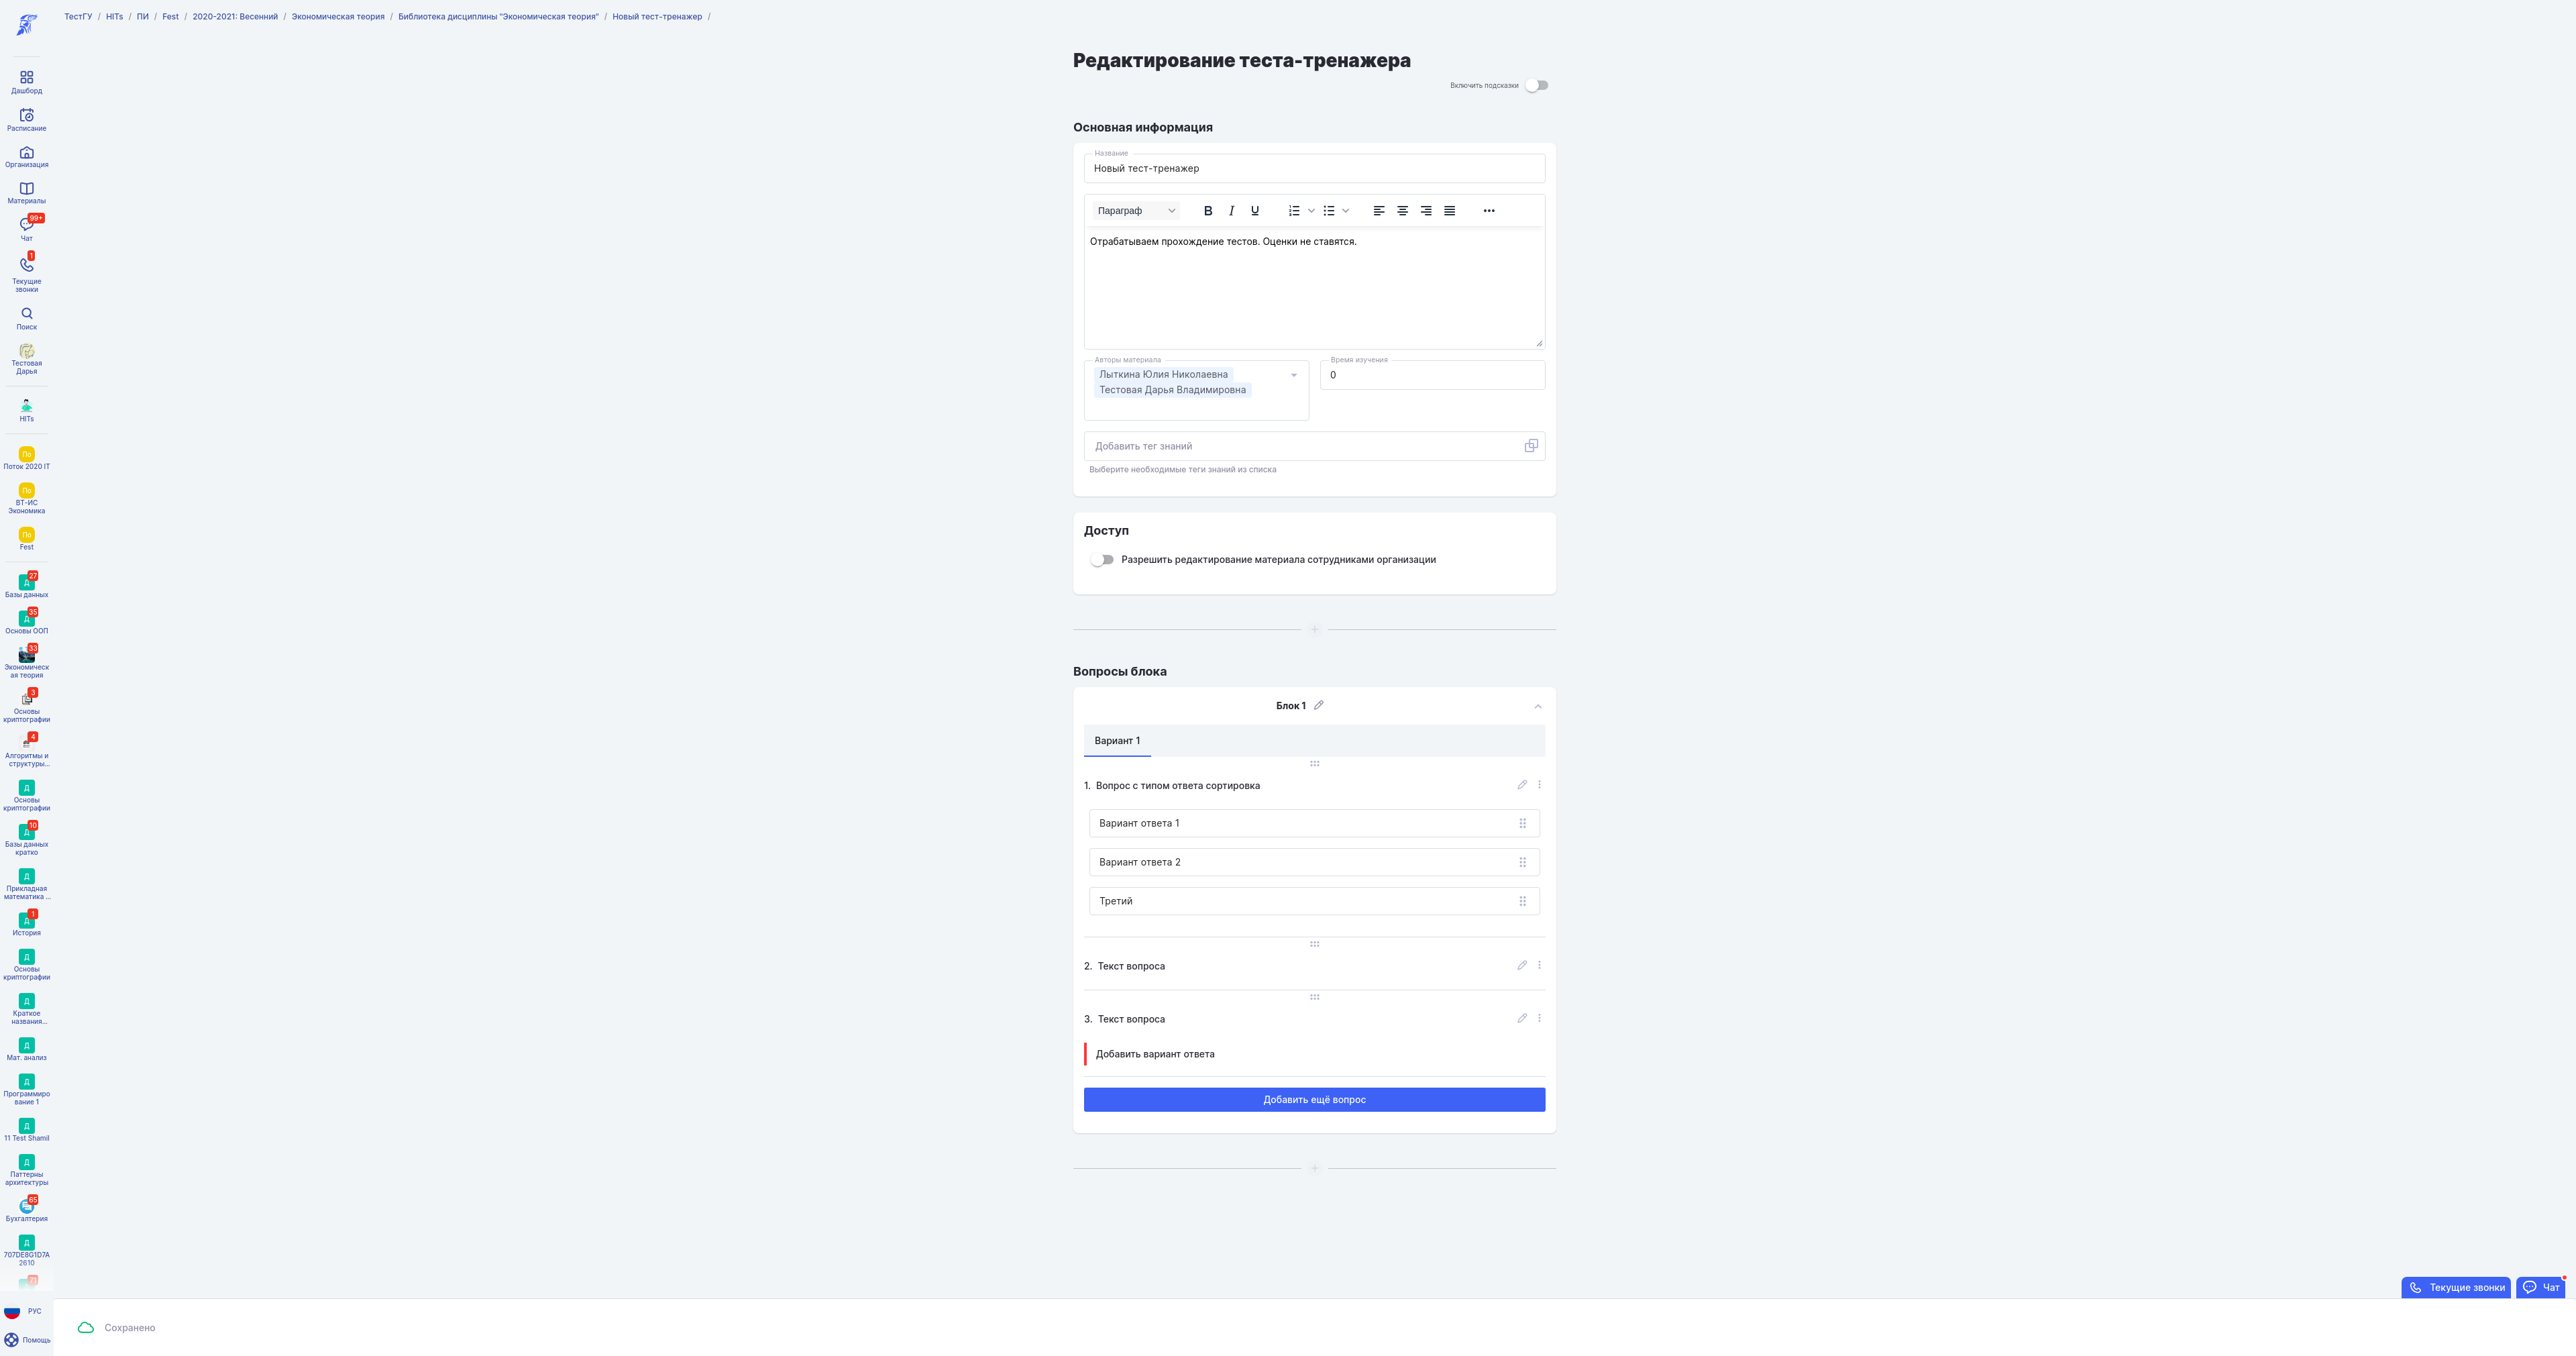 ТестГУ / HITs / ПИ / Fest / 2020-2021: Весенний / Экономическая теория / Библиотека дисциплины "Экономическая теория" / Новый тест-тренажер /
Дашборд
Расписание
Организация
Материалы
99+
Чат
1
Текущие
звонки
Поиск
Тестовая
Дарья
HITs
По
Поток 2020 IT
По
ВТ-ИС
Экономика
По
Fest
27
Д
Базы данных
35
Д
Основы ООП
33
Экономическ
ая теория
3
Основы
криптографии
4
Алгоритмы и
структуры...
Д
Основы
криптографии
10
Д
Базы данных
кратко
Д
Прикладная
математика ...
1
Д
История
Д
Основы
криптографии
Д
Краткое
названия...
Д
Мат. анализ
Д
Программиро
вание 1
Д
11 Test Shamil
Д
Паттерны
архитектуры
65
Бухгалтерия
Д
707DE8G1D7A
2610
21
РУС
Помощь
Редактирование теста-тренажера
Включить подсказки
Основная информация
Название
Новый тест-тренажер
Параграф
B I U
Отрабатываем прохождение тестов. Оценки не ставятся.
Авторы материала
Лыткина Юлия Николаевна
Тестовая Дарья Владимировна
Время изучения
0
Добавить тег знаний
Выберите необходимые теги знаний из списка
Доступ
Разрешить редактирование материала сотрудниками организации
Вопросы блока
Блок 1
Вариант 1
1. Вопрос с типом ответа сортировка
Вариант ответа 1
Вариант ответа 2
Третий
2. Текст вопроса
3. Текст вопроса
Добавить вариант ответа
Добавить ещё вопрос
Текущие звонки
Чат
Сохранено